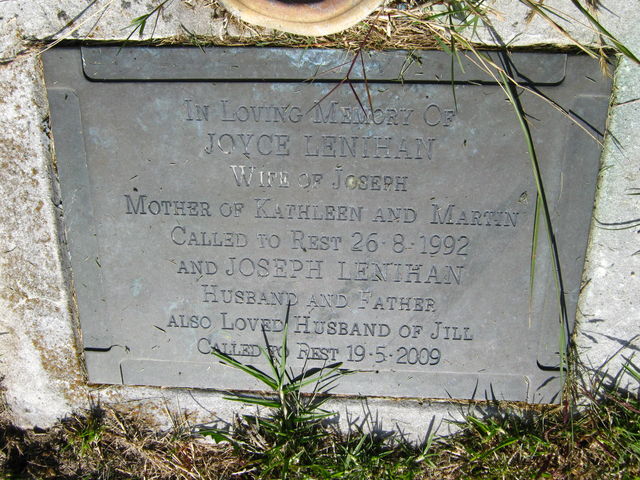 In Loving Memory Of
JOYCE LENIHAN
Wife of Joseph
Mother of Kathleen and Martin
Called to Rest 26·8·1992
and JOSEPH LENIHAN
Husband and Father
also Loved Husband of Jill
Called to Rest 19·5·2009